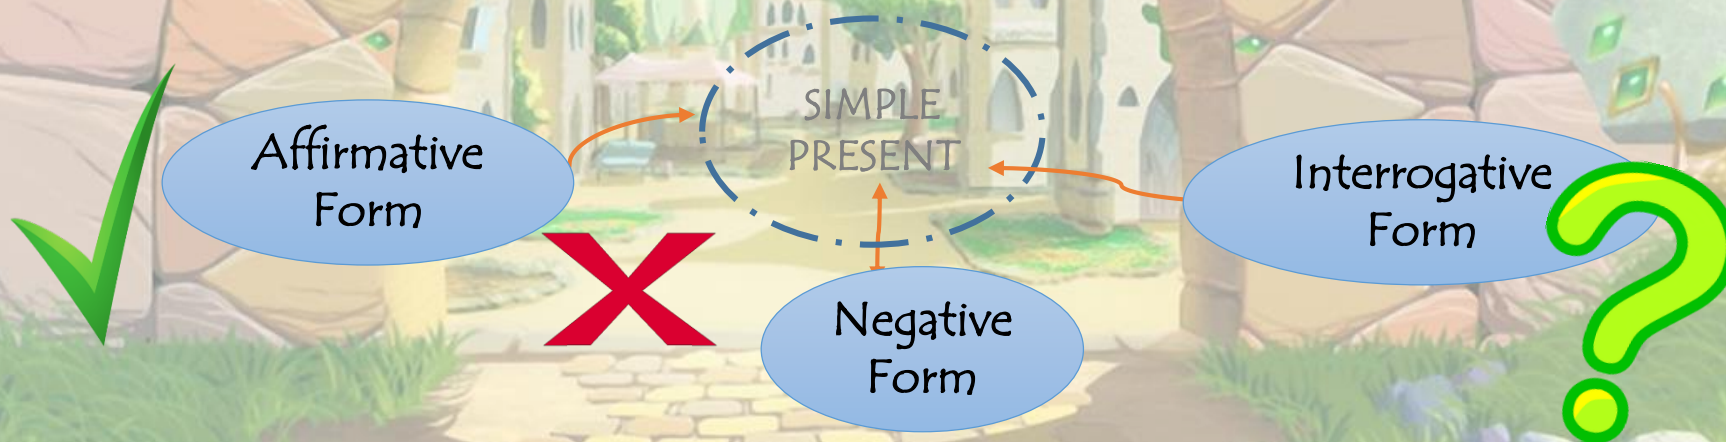 SIMPLE
PRESENT
Affirmative
Form
Interrogative
Form
Negative
Form